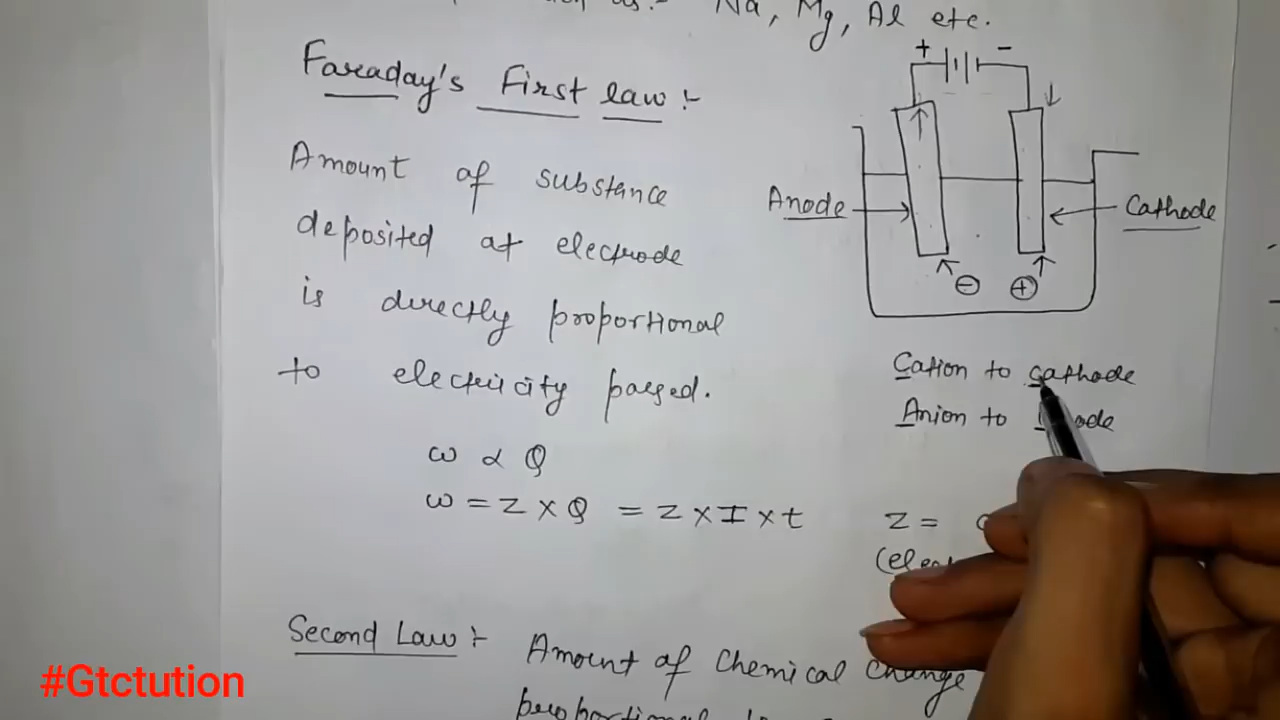 Na, Mg, Al etc.
Faraday's First law :-
Amount of substance
deposited at electrode
is directly proportional
to electricity passed.
w ∝ Q
w = Z × Q = Z × I × t
+ -
Anode
Cathode
⊖ ⊕
Cation to Cathode
Anion to
Z =
Second Law :- Amount of Chemical Change
proportional
#Gtctution